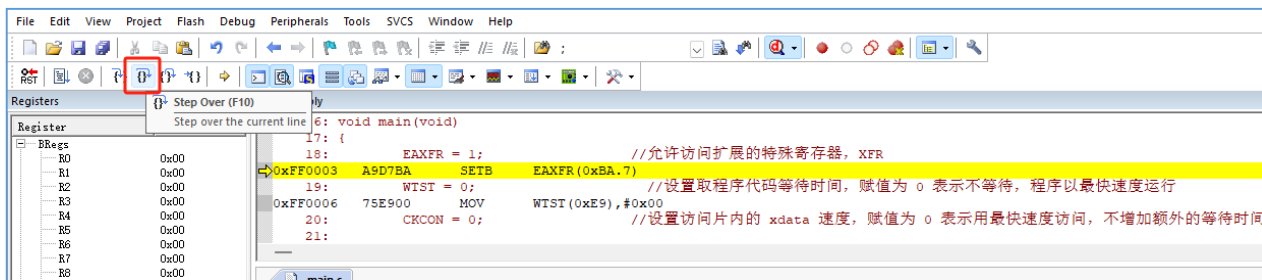 File Edit View Project Flash Debug Peripherals Tools SVCS Window Help
RST
Registers
Step Over (F10)
Step over the current line
Register
BRegs
R0 0x00
R1 0x00
R2 0x00
R3 0x00
R4 0x00
R5 0x00
R6 0x00
R7 0x00
R8 0x00
6: void main(void)
17: {
18: EAXFR = 1; //允许访问扩展的特殊寄存器，XFR
0xFF0003 A9D7BA SETB EAXFR(0xBA.7)
19: WTST = 0; //设置取程序代码等待时间，赋值为 0 表示不等待，程序以最快速度运行
0xFF0006 75E900 MOV WTST(0xE9),#0x00
20: CKCON = 0; //设置访问片内的 xdata 速度，赋值为 0 表示用最快速度访问，不增加额外的等待时间
21:
main.c